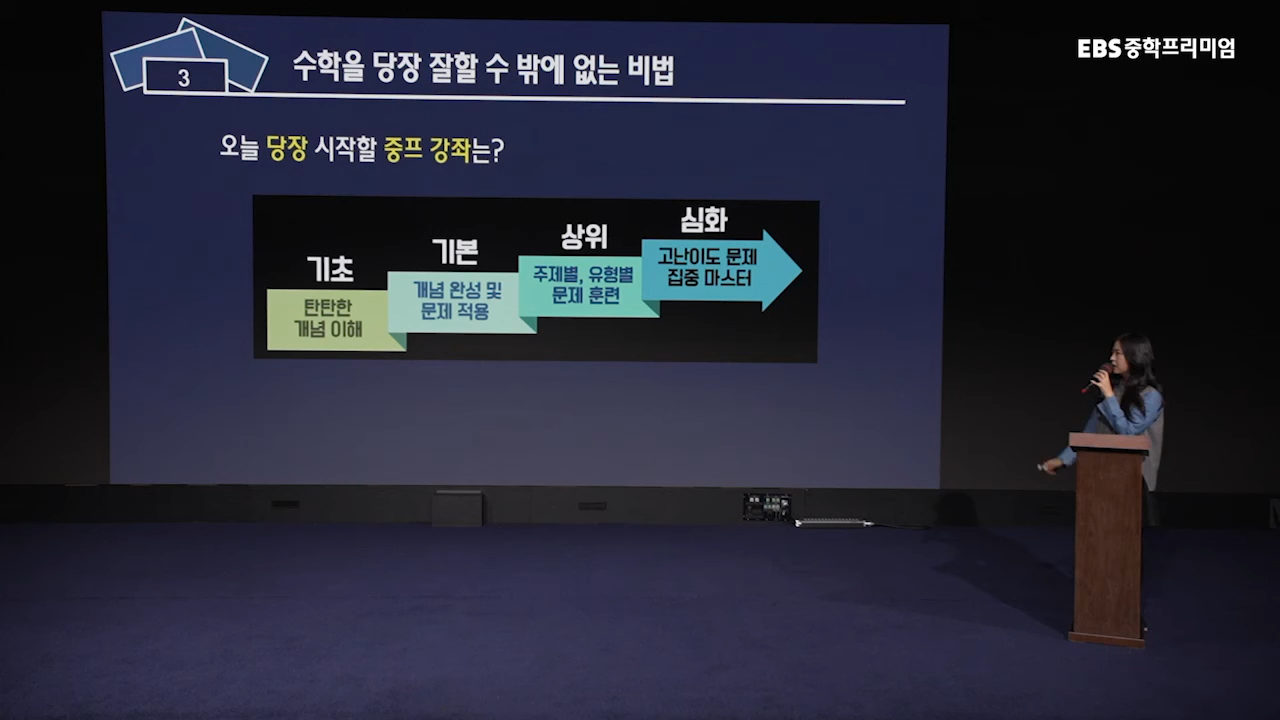 EBS 중학프리미엄
3
수학을 당장 잘할 수 밖에 없는 비법
오늘 당장 시작할 중프 강좌는?
기초
탄탄한
개념 이해
기본
개념 완성 및
문제 적용
상위
주제별, 유형별
문제 훈련
심화
고난이도 문제
집중 마스터